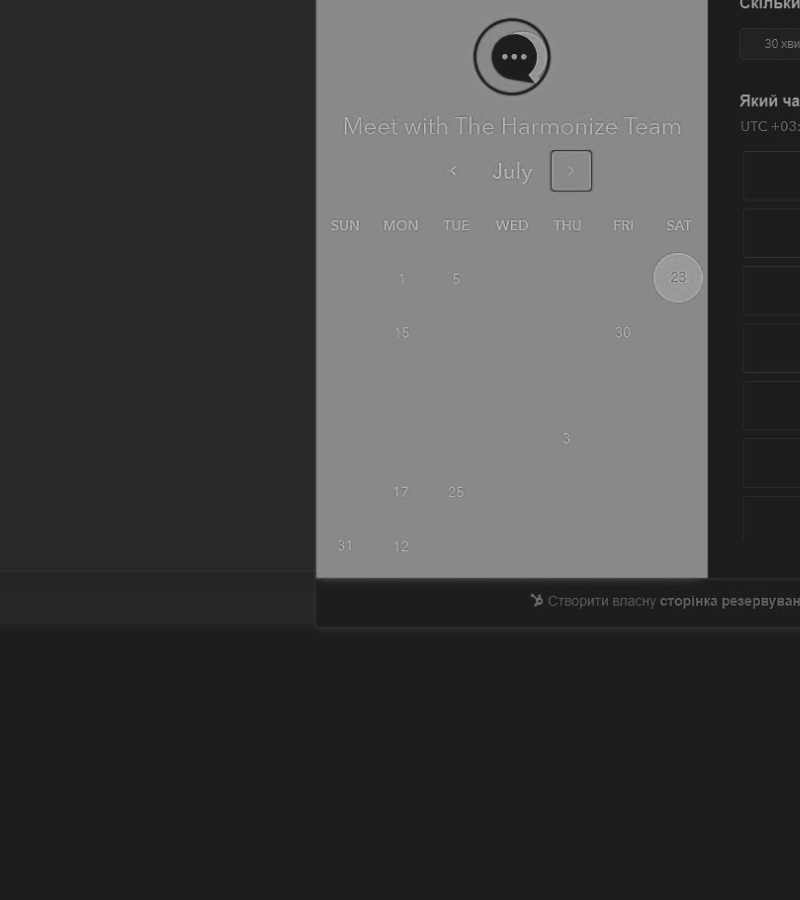 Скільки
30 хви
Meet with The Harmonize Team
Який ча
UTC +03:
July
SUN MON TUE WED THU FRI SAT
1 5 23
15 30
3
17 25
31 12
Створити власну сторінка резервуван